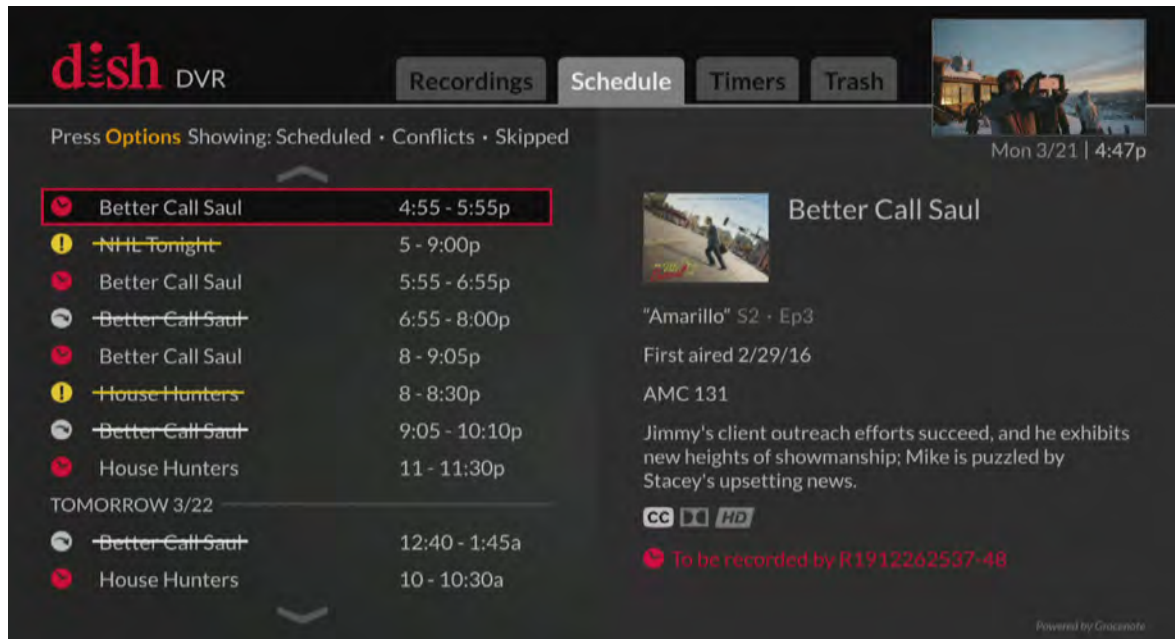 dish DVR
Recordings Schedule Timers Trash
Press Options Showing: Scheduled · Conflicts · Skipped
Mon 3/21 | 4:47p
Better Call Saul 4:55 - 5:55p
NHL Tonight 5 - 9:00p
Better Call Saul 5:55 - 6:55p
Better Call Saul 6:55 - 8:00p
Better Call Saul 8 - 9:05p
House Hunters 8 - 8:30p
Better Call Saul 9:05 - 10:10p
House Hunters 11 - 11:30p
TOMORROW 3/22
Better Call Saul 12:40 - 1:45a
House Hunters 10 - 10:30a
Better Call Saul
"Amarillo" S2 · Ep3
First aired 2/29/16
AMC 131
Jimmy's client outreach efforts succeed, and he exhibits
new heights of showmanship; Mike is puzzled by
Stacey's upsetting news.
CC HD
To be recorded by R1912262537-48
Powered by Gracenote